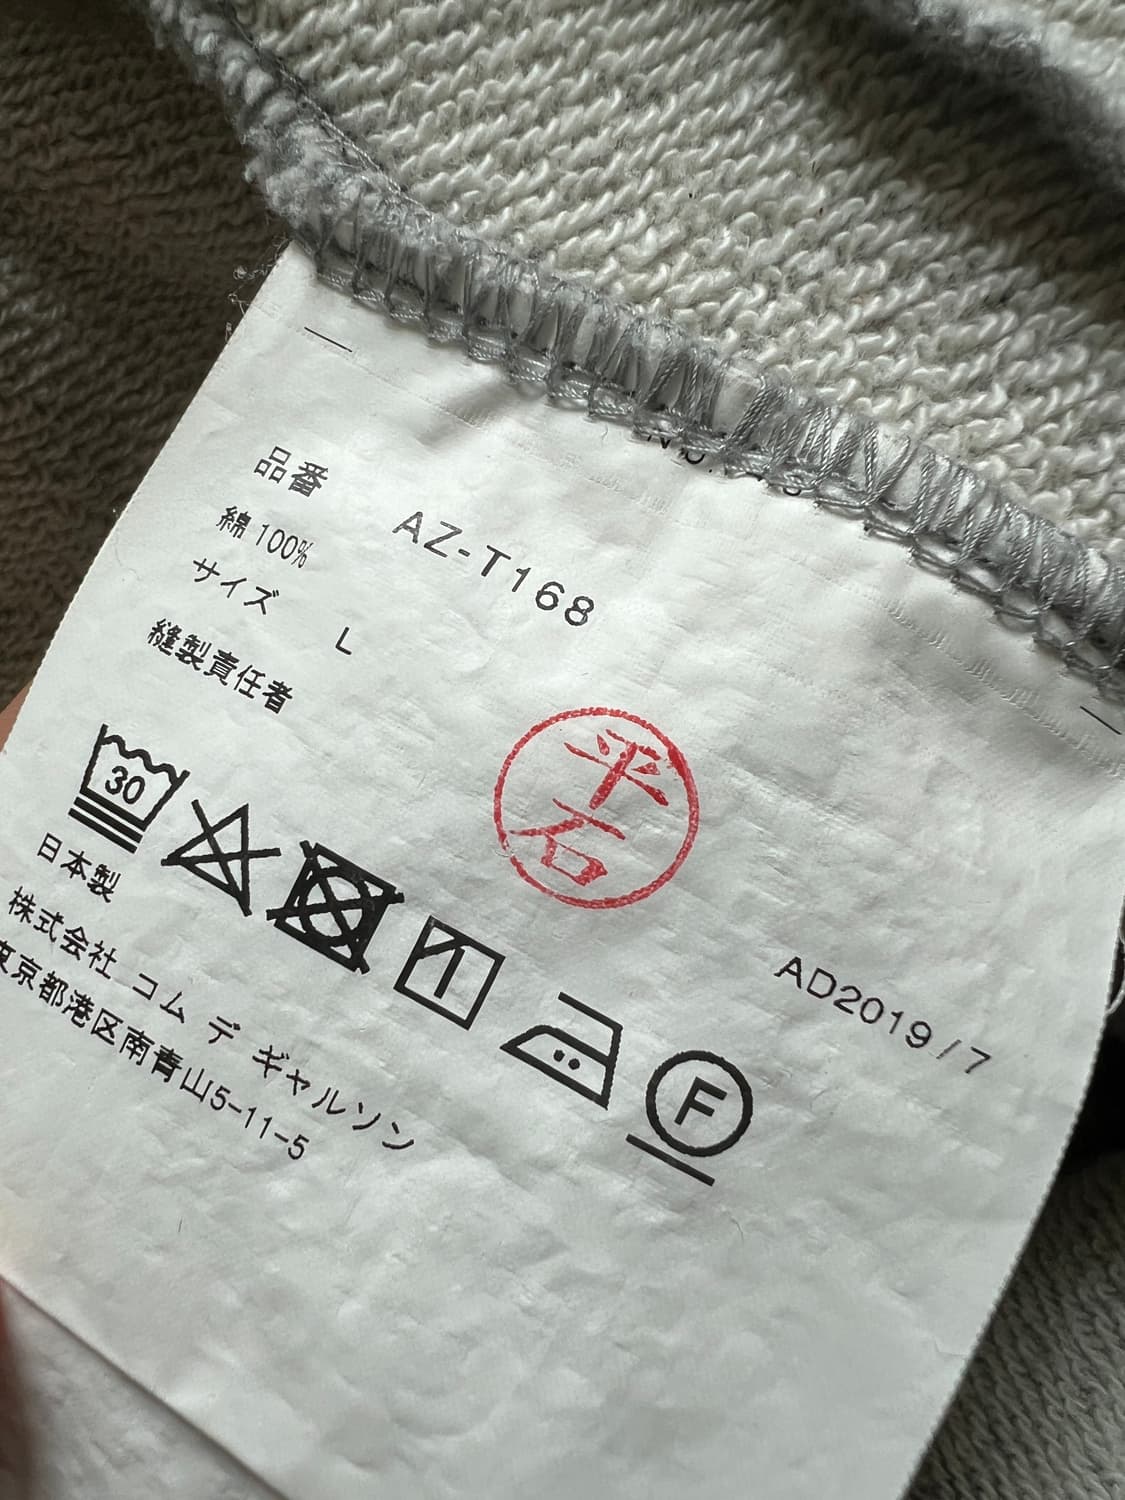 品番 AZ-T168
綿 100%
サイズ L
縫製責任者
平石
30
F
AD2019/7
日本製
株式会社 コム デ ギャルソン
東京都港区南青山5-11-5